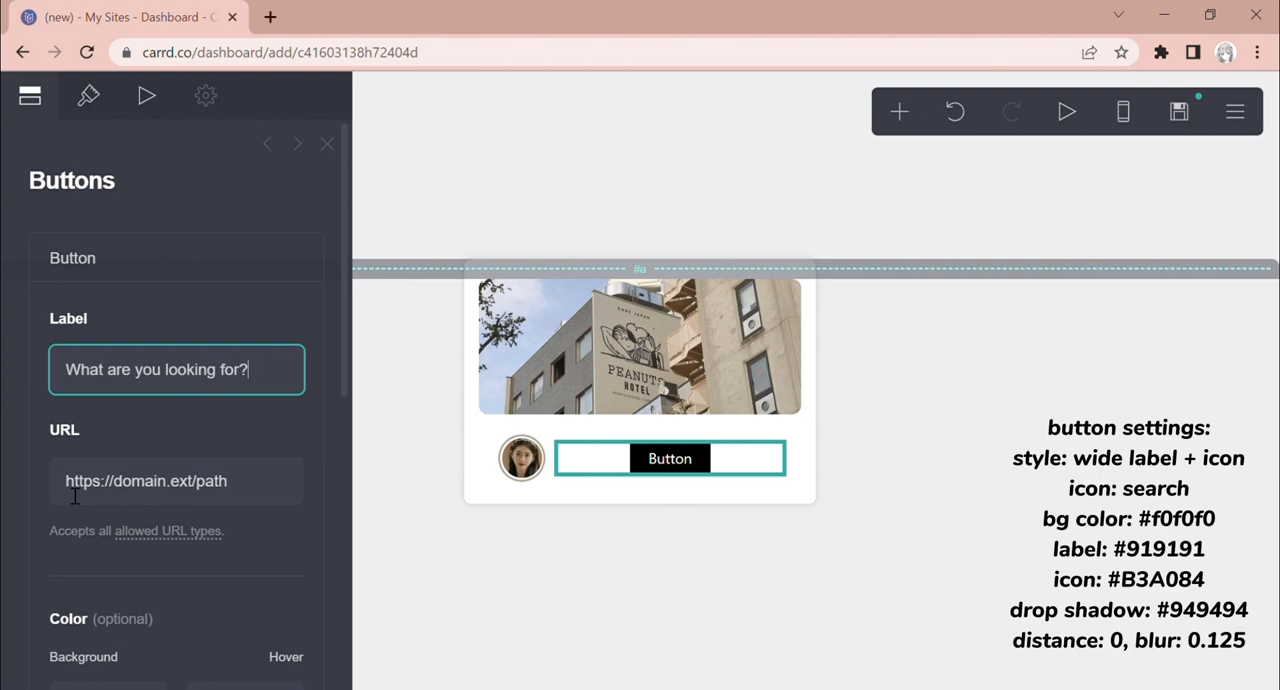 (new) - My Sites - Dashboard - C
carrd.co/dashboard/add/c41603138h72404d
Buttons
Button
Label
What are you looking for?
URL
https://domain.ext/path
Accepts all allowed URL types.
Color (optional)
Background
Hover
#a
PEANUTS
HOTEL
Button
button settings:
style: wide label + icon
icon: search
bg color: #f0f0f0
label: #919191
icon: #B3A084
drop shadow: #949494
distance: 0, blur: 0.125